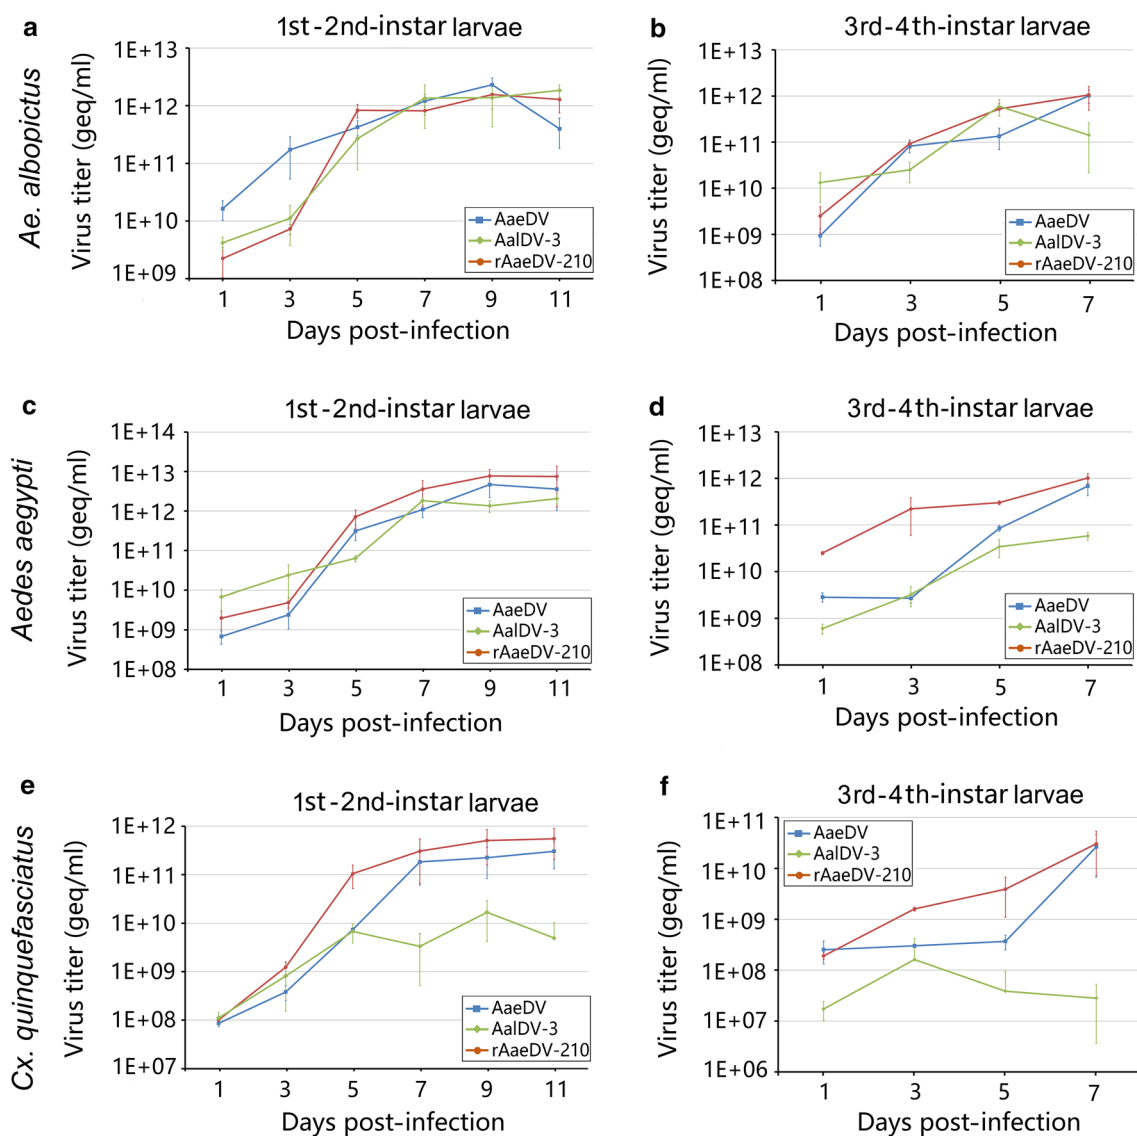 a
1st-2nd-instar larvae
Ae. albopictus
Virus titer (geq/ml)
1E+13
1E+12
1E+11
1E+10
1E+09
AaeDV
AalDV-3
rAaeDV-210
1 3 5 7 9 11
Days post-infection
b
3rd-4th-instar larvae
Virus titer (geq/ml)
1E+13
1E+12
1E+11
1E+10
1E+09
1E+08
AaeDV
AalDV-3
rAaeDV-210
1 3 5 7
Days post-infection
c
1st-2nd-instar larvae
Aedes aegypti
Virus titer (geq/ml)
1E+14
1E+13
1E+12
1E+11
1E+10
1E+09
1E+08
AaeDV
AalDV-3
rAaeDV-210
1 3 5 7 9 11
Days post-infection
d
3rd-4th-instar larvae
Virus titer (geq/ml)
1E+13
1E+12
1E+11
1E+10
1E+09
1E+08
AaeDV
AalDV-3
rAaeDV-210
1 3 5 7
Days post-infection
e
1st-2nd-instar larvae
Cx. quinquefasciatus
Virus titer (geq/ml)
1E+12
1E+11
1E+10
1E+09
1E+08
1E+07
AaeDV
AalDV-3
rAaeDV-210
1 3 5 7 9 11
Days post-infection
f
3rd-4th-instar larvae
Virus titer (geq/ml)
1E+11
1E+10
1E+09
1E+08
1E+07
1E+06
AaeDV
AalDV-3
rAaeDV-210
1 3 5 7
Days post-infection